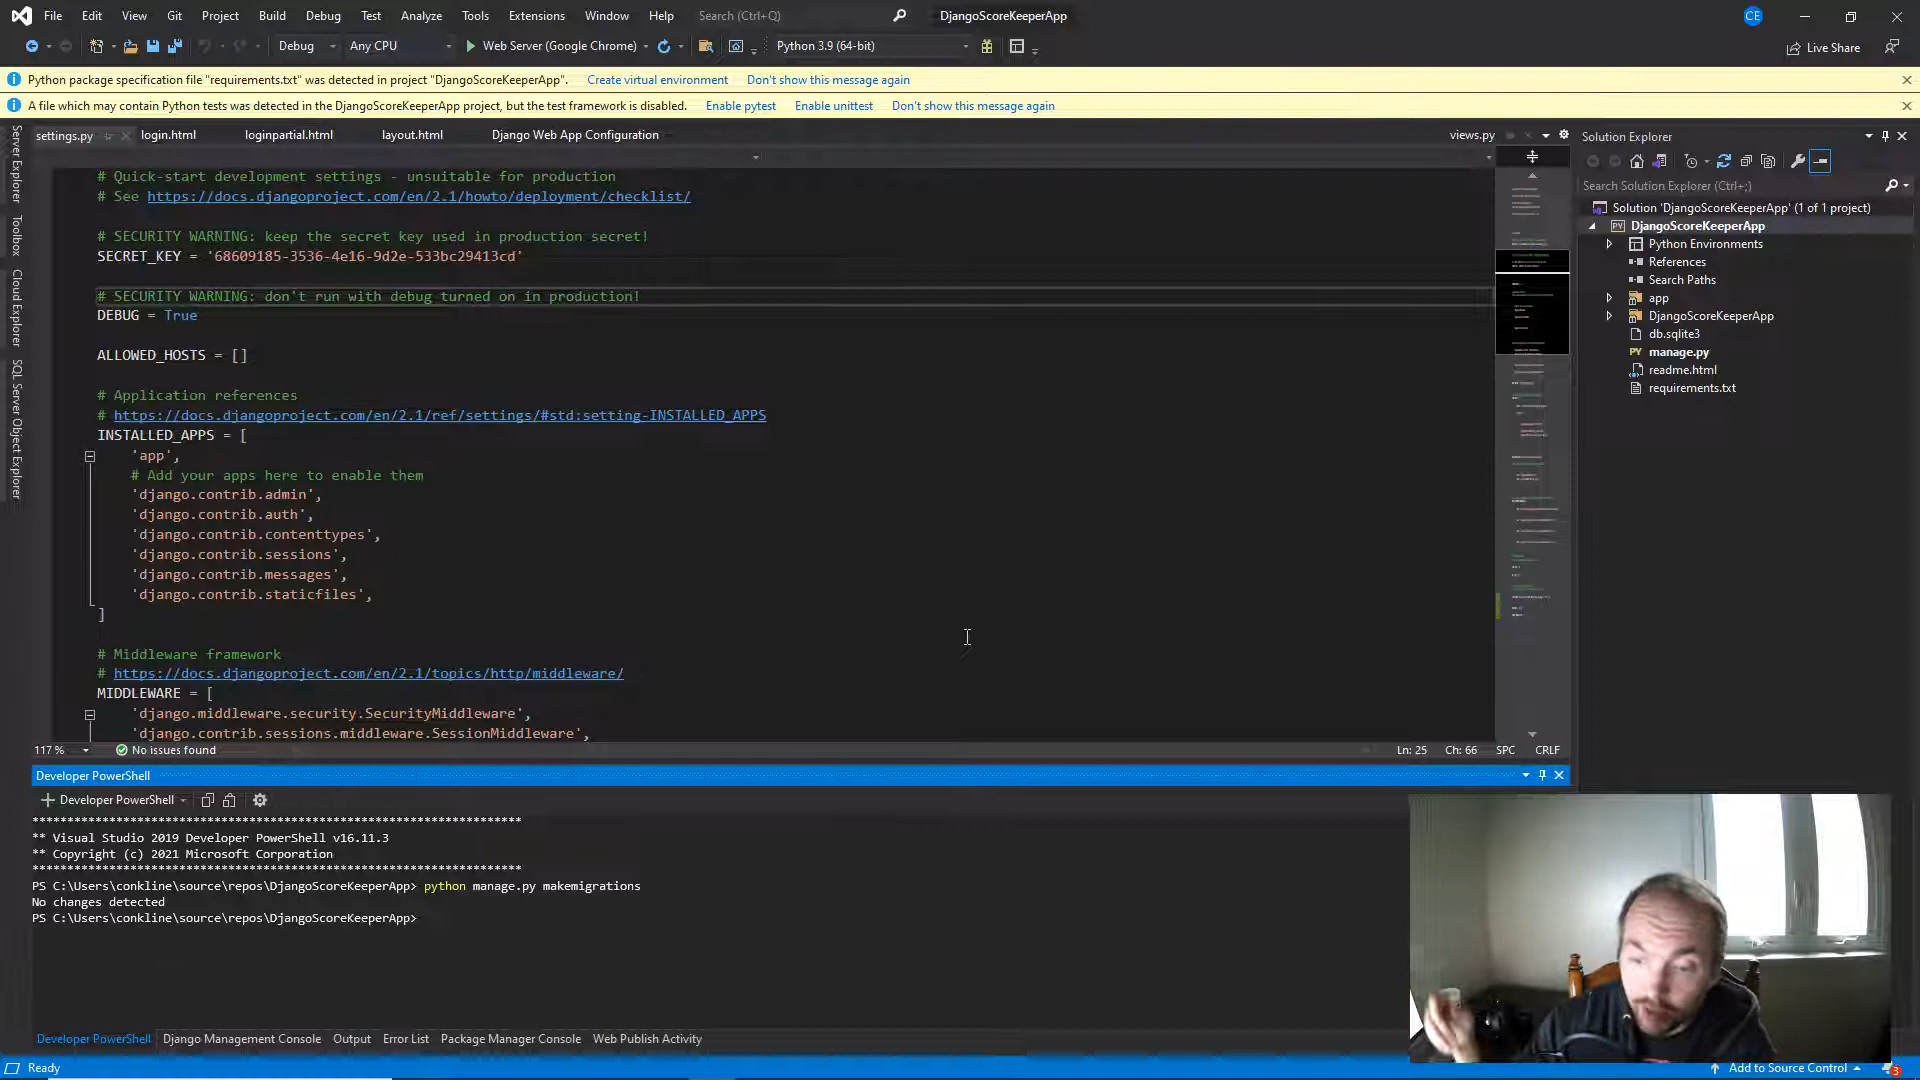 File Edit View Git Project Build Debug Test Analyze Tools Extensions Window Help Search (Ctrl+Q) DjangoScoreKeeperApp CE
Debug Any CPU Web Server (Google Chrome) Python 3.9 (64-bit) Live Share
Python package specification file "requirements.txt" was detected in project "DjangoScoreKeeperApp". Create virtual environment Don't show this message again
A file which may contain Python tests was detected in the DjangoScoreKeeperApp project, but the test framework is disabled. Enable pytest Enable unittest Don't show this message again
Server Explorer
Toolbox
Cloud Explorer
SQL Server Object Explorer
settings.py login.html loginpartial.html layout.html Django Web App Configuration views.py
# Quick-start development settings - unsuitable for production
# See https://docs.djangoproject.com/en/2.1/howto/deployment/checklist/
# SECURITY WARNING: keep the secret key used in production secret!
SECRET_KEY = '68609185-3536-4e16-9d2e-533bc29413cd'
# SECURITY WARNING: don't run with debug turned on in production!
DEBUG = True
ALLOWED_HOSTS = []
# Application references
# https://docs.djangoproject.com/en/2.1/ref/settings/#std:setting-INSTALLED_APPS
INSTALLED_APPS = [
'app',
# Add your apps here to enable them
'django.contrib.admin',
'django.contrib.auth',
'django.contrib.contenttypes',
'django.contrib.sessions',
'django.contrib.messages',
'django.contrib.staticfiles',
]
# Middleware framework
# https://docs.djangoproject.com/en/2.1/topics/http/middleware/
MIDDLEWARE = [
'django.middleware.security.SecurityMiddleware',
'django.contrib.sessions.middleware.SessionMiddleware',
117 % No issues found Ln: 25 Ch: 66 SPC CRLF
Solution Explorer
Search Solution Explorer (Ctrl+;)
Solution 'DjangoScoreKeeperApp' (1 of 1 project)
PY DjangoScoreKeeperApp
Python Environments
References
Search Paths
app
DjangoScoreKeeperApp
db.sqlite3
PY manage.py
readme.html
requirements.txt
Developer PowerShell
Developer PowerShell
**********************************************************************
** Visual Studio 2019 Developer PowerShell v16.11.3
** Copyright (c) 2021 Microsoft Corporation
**********************************************************************
PS C:\Users\conkline\source\repos\DjangoScoreKeeperApp> python manage.py makemigrations
No changes detected
PS C:\Users\conkline\source\repos\DjangoScoreKeeperApp>
Developer PowerShell Django Management Console Output Error List Package Manager Console Web Publish Activity
Ready Add to Source Control 3